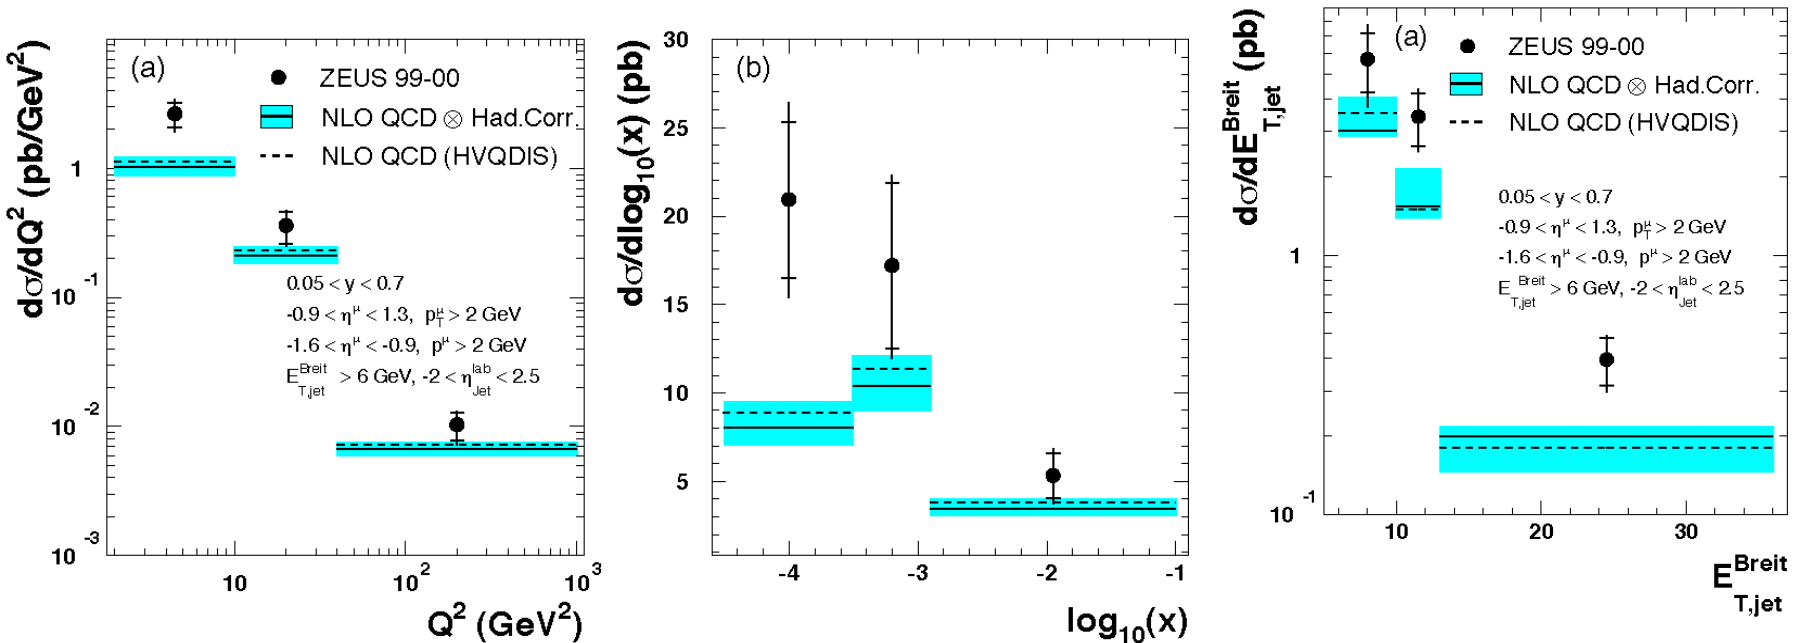 dσ/dQ² (pb/GeV²)
(a)
ZEUS 99-00
NLO QCD ⊗ Had.Corr.
NLO QCD (HVQDIS)
1
10⁻¹
10⁻²
10⁻³
0.05 < y < 0.7
-0.9 < η^μ < 1.3, p_T^μ > 2 GeV
-1.6 < η^μ < -0.9, p^μ > 2 GeV
E_T,jet^Breit > 6 GeV, -2 < η_Jet^lab < 2.5
10 10² 10³
Q² (GeV²)
dσ/dlog₁₀(x) (pb)
(b)
30
25
20
15
10
5
-4 -3 -2 -1
log₁₀(x)
dσ/dE_T,jet^Breit (pb)
(a)
ZEUS 99-00
NLO QCD ⊗ Had.Corr.
NLO QCD (HVQDIS)
0.05 < y < 0.7
-0.9 < η^μ < 1.3, p_T^μ > 2 GeV
-1.6 < η^μ < -0.9, p^μ > 2 GeV
E_T,jet^Breit > 6 GeV, -2 < η_Jet^lab < 2.5
1
10⁻¹
10 20 30
E_T,jet^Breit